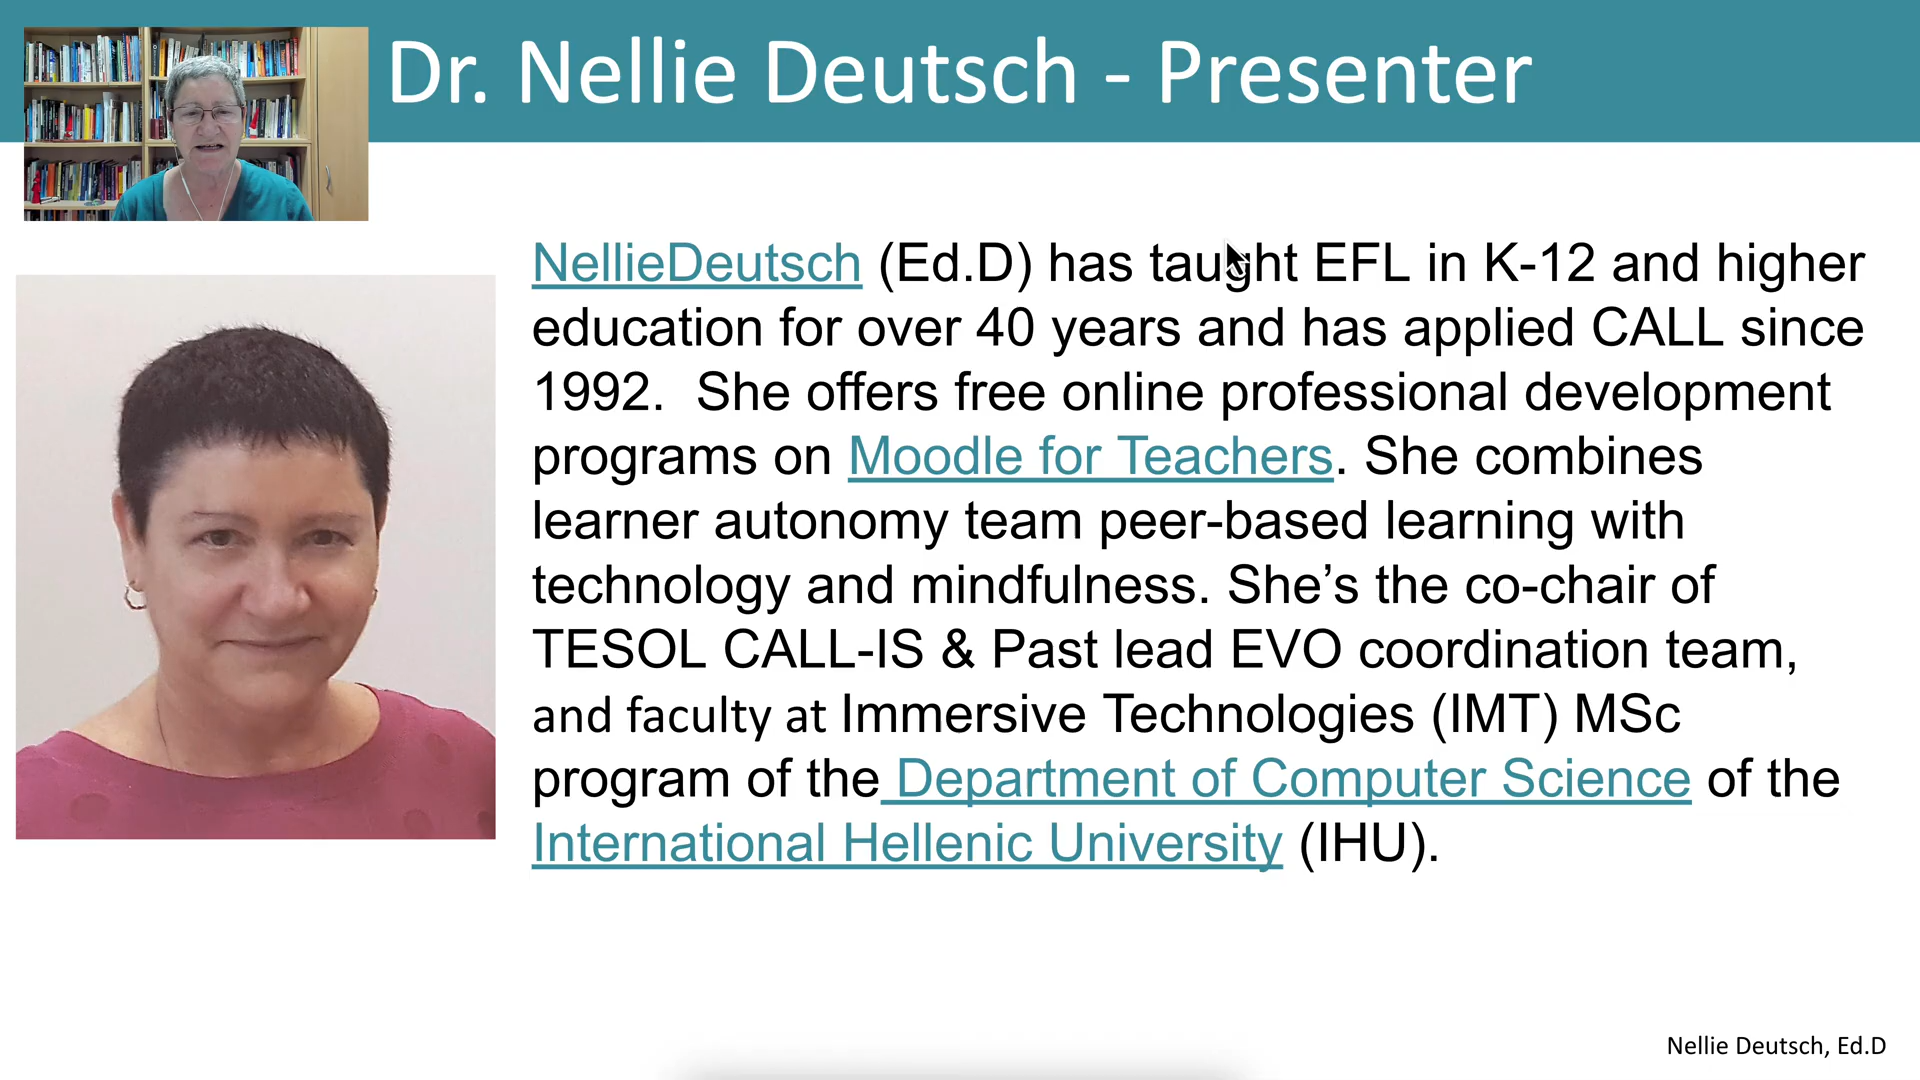 Dr. Nellie Deutsch - Presenter
NellieDeutsch (Ed.D) has taught EFL in K-12 and higher
education for over 40 years and has applied CALL since
1992.  She offers free online professional development
programs on Moodle for Teachers. She combines
learner autonomy team peer-based learning with
technology and mindfulness. She’s the co-chair of
TESOL CALL-IS & Past lead EVO coordination team,
and faculty at Immersive Technologies (IMT) MSc
program of the Department of Computer Science of the
International Hellenic University (IHU).
Nellie Deutsch, Ed.D